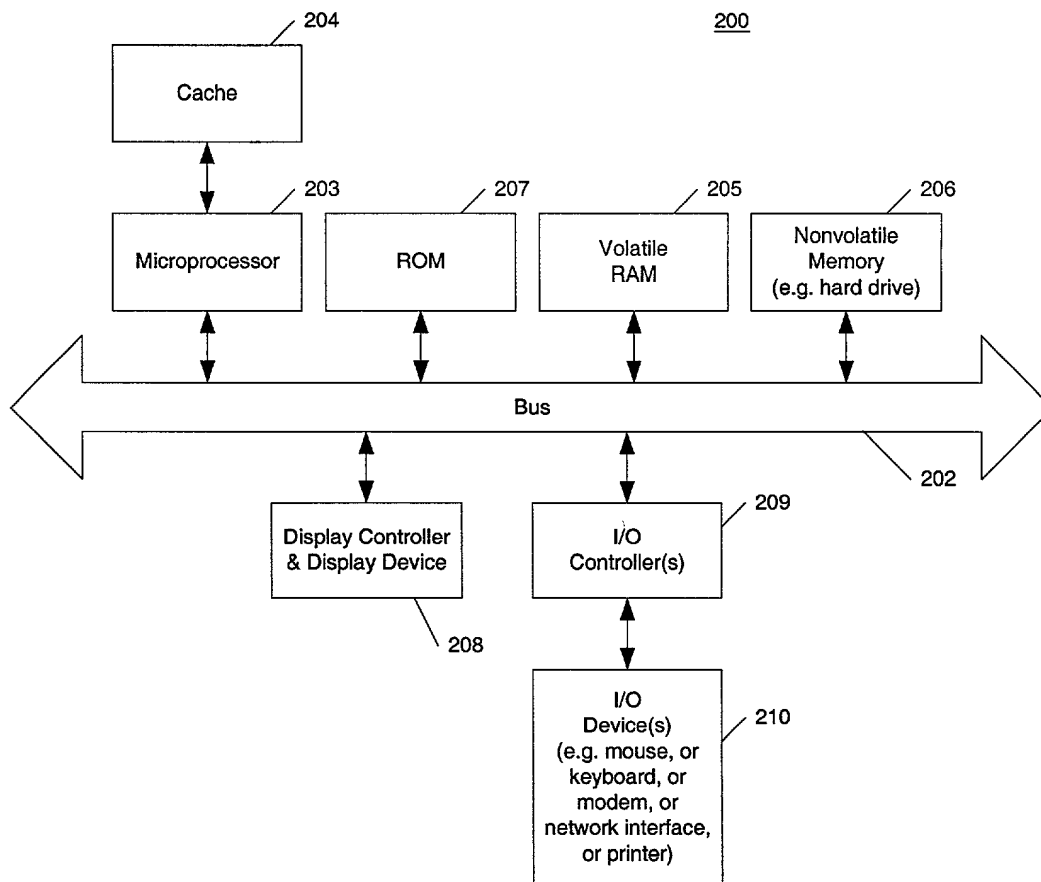 200
204
Cache
203
Microprocessor
207
ROM
205
Volatile
RAM
206
Nonvolatile
Memory
(e.g. hard drive)
Bus
202
Display Controller
& Display Device
208
209
I/O
Controller(s)
210
I/O
Device(s)
(e.g. mouse, or
keyboard, or
modem, or
network interface,
or printer)